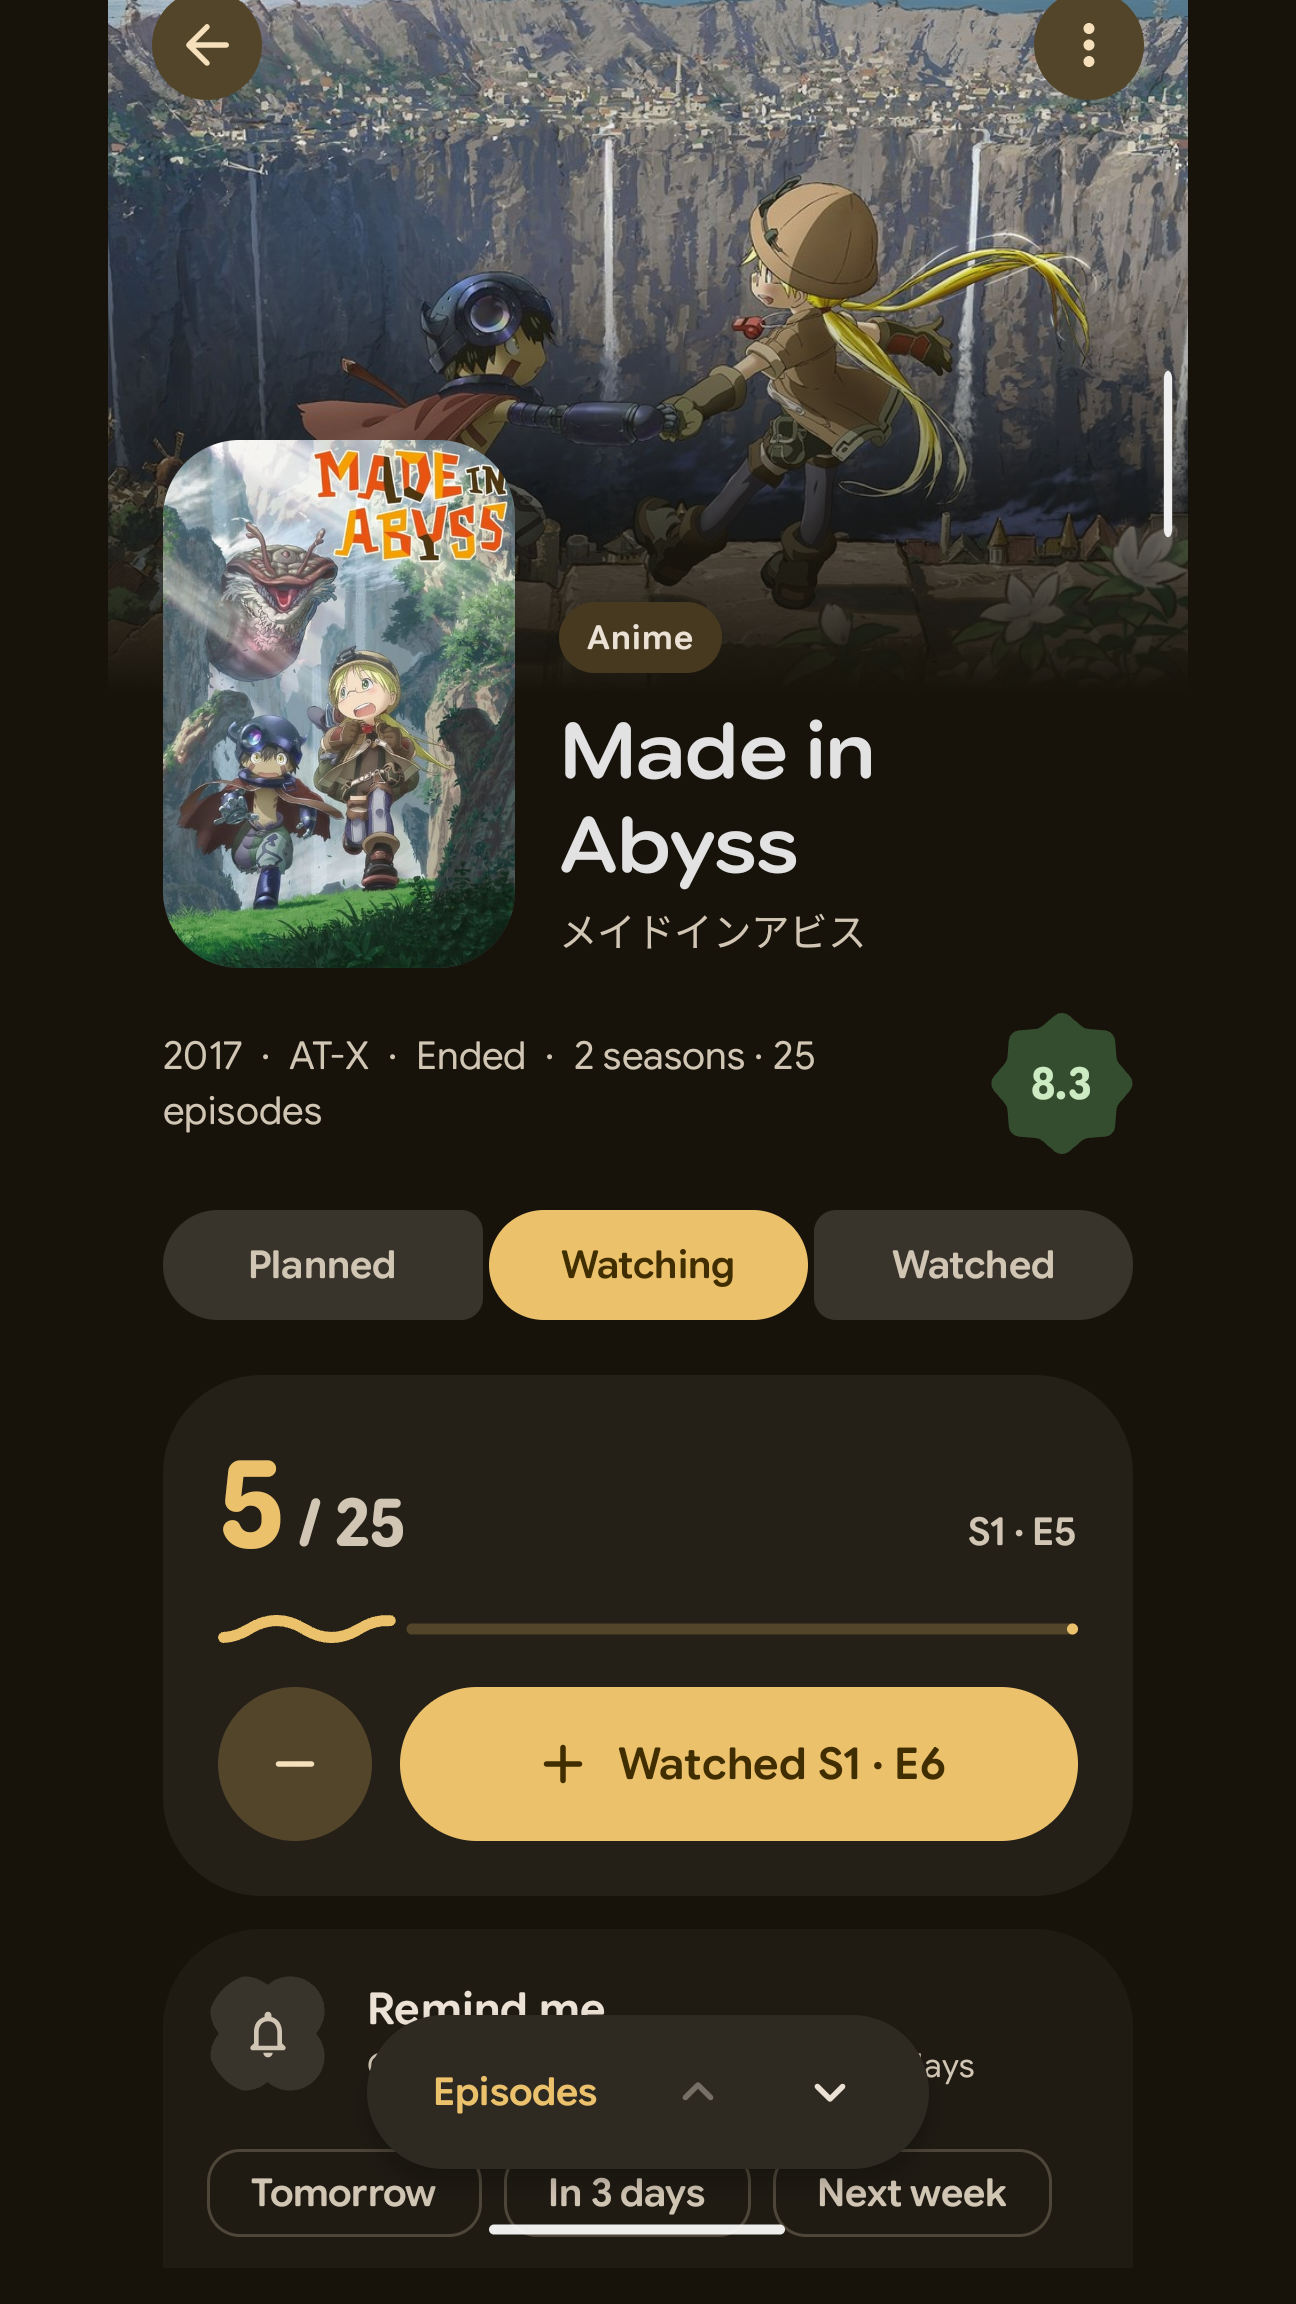 MADE IN
ABYSS
Anime
Made in
Abyss
メイドインアビス
2017 · AT-X · Ended · 2 seasons · 25
episodes
8.3
Planned
Watching
Watched
5 / 25
S1 · E5
Watched S1 · E6
Remind me
Episodes
Tomorrow
In 3 days
Next week